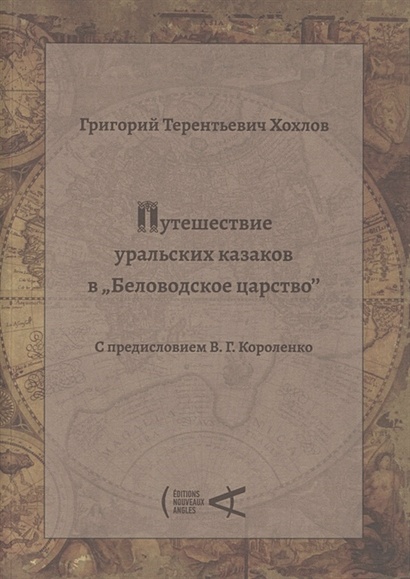 Григорий Терентьевич Хохлов
Путешествие
уральских казаков
в „Беловодское царство”
С предисловием В. Г. Короленко
ÉDITIONS
NOUVEAUX
ANGLES